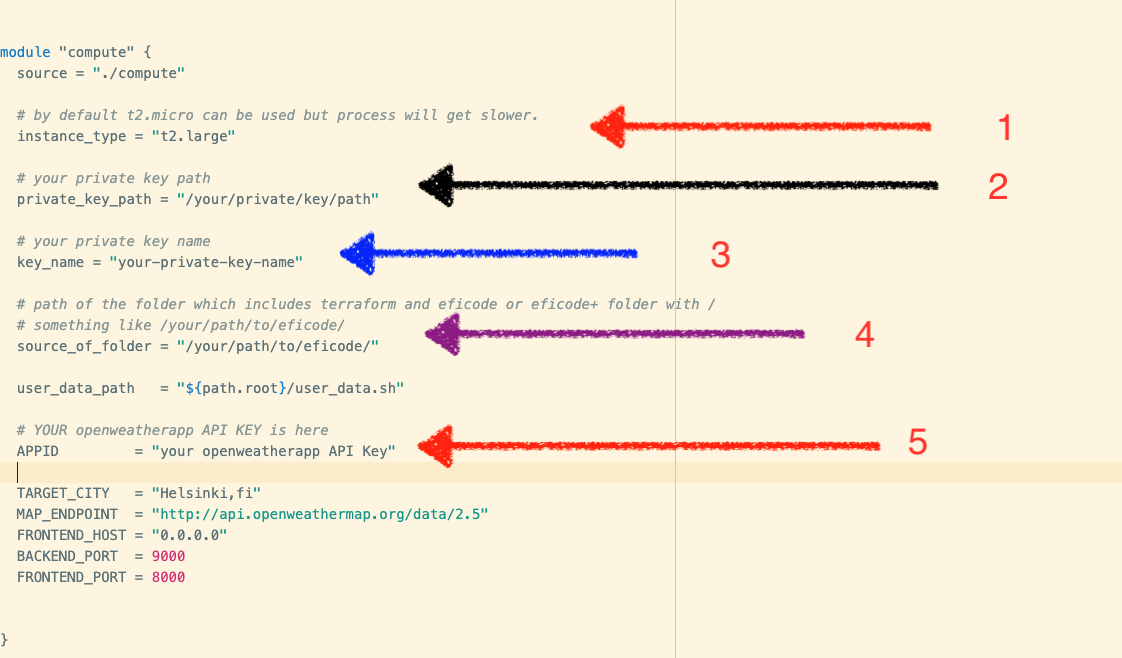 module "compute" {
source = "./compute"
# by default t2.micro can be used but process will get slower.
instance_type = "t2.large"
1
# your private key path
private_key_path = "/your/private/key/path"
2
# your private key name
key_name = "your-private-key-name"
3
# path of the folder which includes terraform and eficode or eficode+ folder with /
# something like /your/path/to/eficode/
source_of_folder = "/your/path/to/eficode/"
4
user_data_path   = "${path.root}/user_data.sh"
# YOUR openweatherapp API KEY is here
APPID         = "your openweatherapp API Key"
5
TARGET_CITY   = "Helsinki,fi"
MAP_ENDPOINT  = "http://api.openweathermap.org/data/2.5"
FRONTEND_HOST = "0.0.0.0"
BACKEND_PORT  = 9000
FRONTEND_PORT = 8000
}